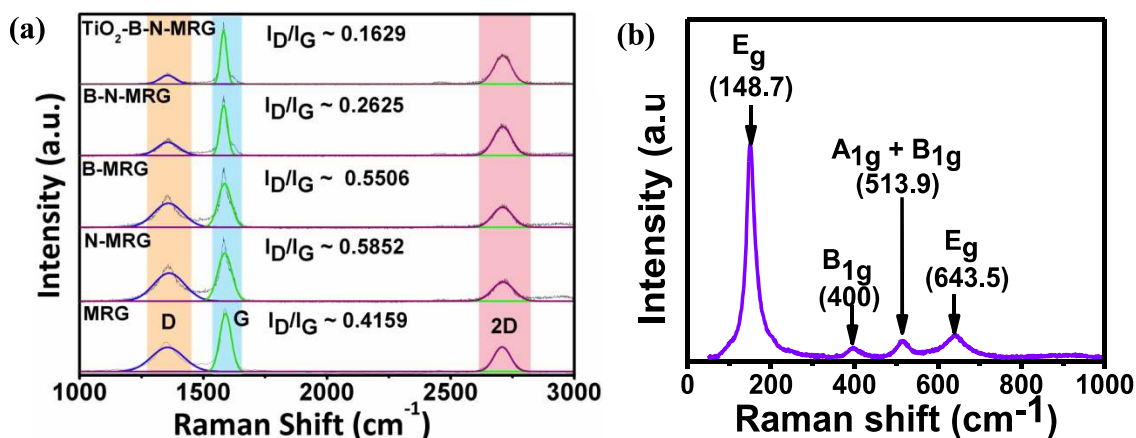 (a)
TiO2-B-N-MRG
ID/IG ~ 0.1629
B-N-MRG
ID/IG ~ 0.2625
B-MRG
ID/IG ~ 0.5506
N-MRG
ID/IG ~ 0.5852
MRG
D
G
ID/IG ~ 0.4159
2D
Intensity (a.u.)
1000 1500 2000 2500 3000
Raman Shift (cm-1)
(b)
Eg
(148.7)
A1g + B1g
(513.9)
B1g
(400)
Eg
(643.5)
Intensity (a.u
0 200 400 600 800 1000
Raman shift (cm-1)